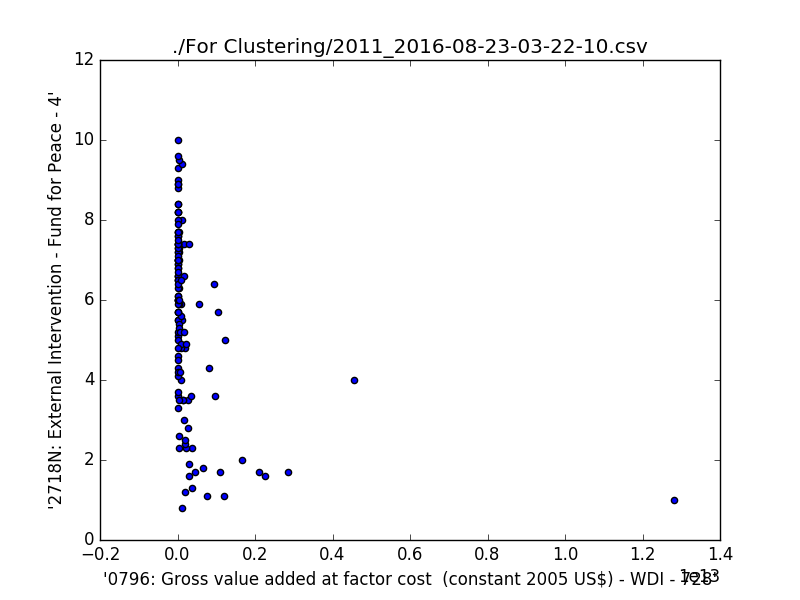 ./For Clustering/2011_2016-08-23-03-22-10.csv
12
10
8
6
4
2
0
'2718N: External Intervention - Fund for Peace - 4'
−0.2 0.0 0.2 0.4 0.6 0.8 1.0 1.2 1.4
1e13
'0796: Gross value added at factor cost (constant 2005 US$) - WDI - 728'